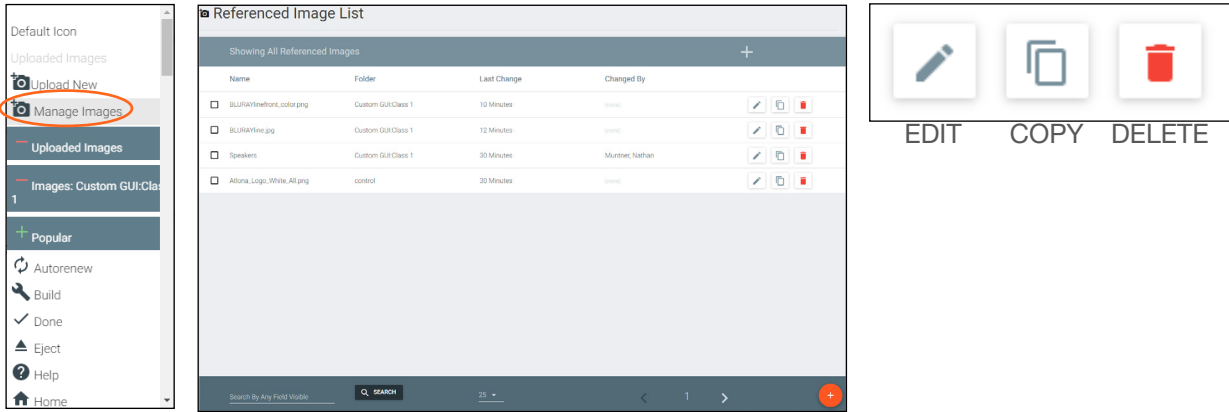 Default Icon
Uploaded Images
Upload New
Manage Images
Uploaded Images
Images: Custom GUI:Clas
1
Popular
Autorenew
Build
Done
Eject
Help
Home
Referenced Image List
Showing All Referenced Images
Name Folder Last Change Changed By
BLURAYlinefront_color.png Custom GUI:Class 1 10 Minutes (none)
BLURAYline.jpg Custom GUI:Class 1 12 Minutes (none)
Speakers Custom GUI:Class 1 30 Minutes Muntner, Nathan
Atlona_Logo_White_All.png control 30 Minutes (none)
Search By Any Field Visible SEARCH 25 1
EDIT COPY DELETE